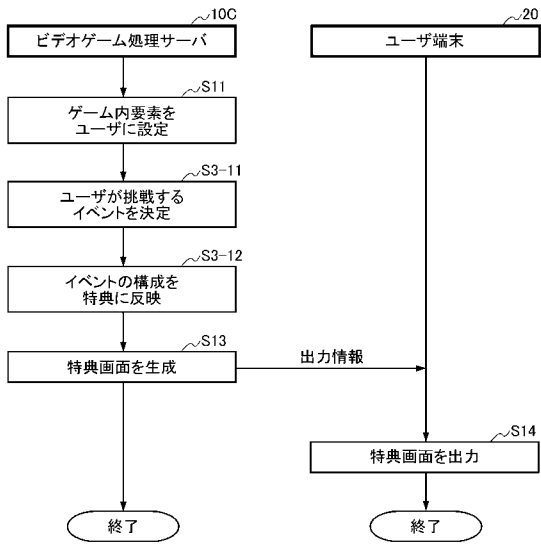 10C
ビデオゲーム処理サーバ
20
ユーザ端末
S11
ゲーム内要素を
ユーザに設定
S3-11
ユーザが挑戦する
イベントを決定
S3-12
イベントの構成を
特典に反映
S13
特典画面を生成
出力情報
S14
特典画面を出力
終了
終了